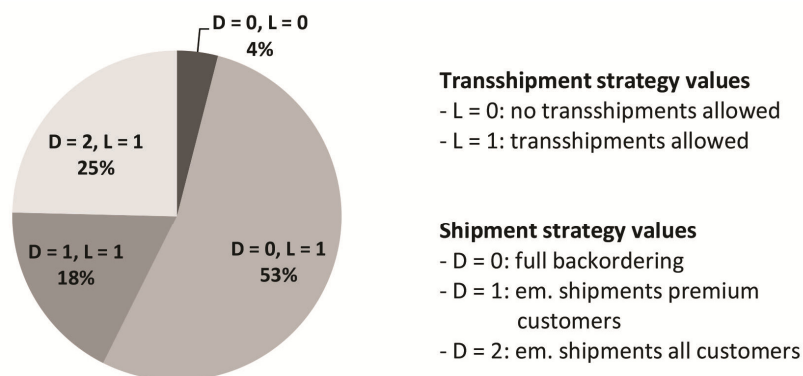 D = 0, L = 0
4%
D = 2, L = 1
25%
D = 1, L = 1
18%
D = 0, L = 1
53%
Transshipment strategy values
- L = 0: no transshipments allowed
- L = 1: transshipments allowed
Shipment strategy values
- D = 0: full backordering
- D = 1: em. shipments premium
customers
- D = 2: em. shipments all customers